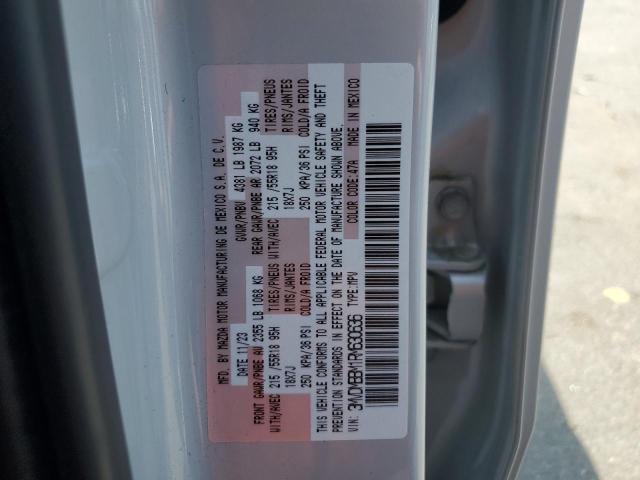 MFD. BY MAZDA MOTOR MANUFACTURING DE MEXICO S.A. DE C.V.
DATE 11/23 GVWR/PNBV 4381 LB 1987 KG
FRONT GAWR/PNBE AV 2355 LB 1068 KG REAR GAWR/PNBE AR 2072 LB 940 KG
WITH/AVEC 215 /55R18 95H TIRES/PNEUS WITH/AVEC 215 /55R18 95H TIRES/PNEUS
18X7J RIMS/JANTES 18X7J RIMS/JANTES
250 KPA/36 PSI COLD/A FROID 250 KPA/36 PSI COLD/A FROID
THIS VEHICLE CONFORMS TO ALL APPLICABLE FEDERAL MOTOR VEHICLE SAFETY AND THEFT
PREVENTION STANDARDS IN EFFECT ON THE DATE OF MANUFACTURE SHOWN ABOVE.
VIN: 3MVDMBBM1RM630636 TYPE: MPV COLOR CODE: 47A MADE IN MEXICO